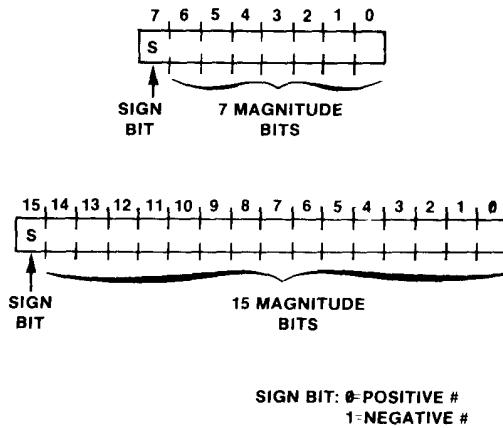 7 6 5 4 3 2 1 0
S
SIGN
BIT
7 MAGNITUDE
BITS
15 14 13 12 11 10 9 8 7 6 5 4 3 2 1 0
S
SIGN
BIT
15 MAGNITUDE
BITS
SIGN BIT: 0=POSITIVE #
1=NEGATIVE #